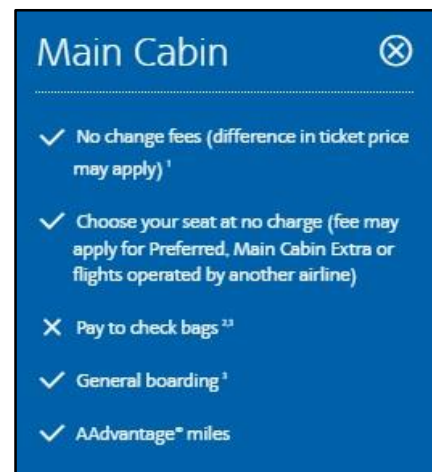 Main Cabin
No change fees (difference in ticket price
may apply) ¹
Choose your seat at no charge (fee may
apply for Preferred, Main Cabin Extra or
flights operated by another airline)
Pay to check bags ²,³
General boarding ³
AAdvantage® miles